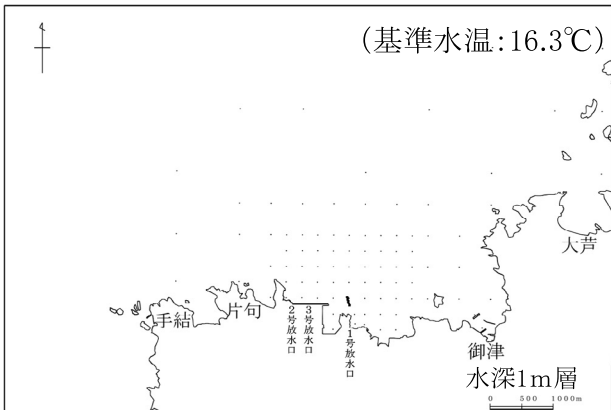 (基準水温:16.3℃)
大芦
手結
片句
2号放水口
3号放水口
1号放水口
御津
水深1m層
0 500 1000m